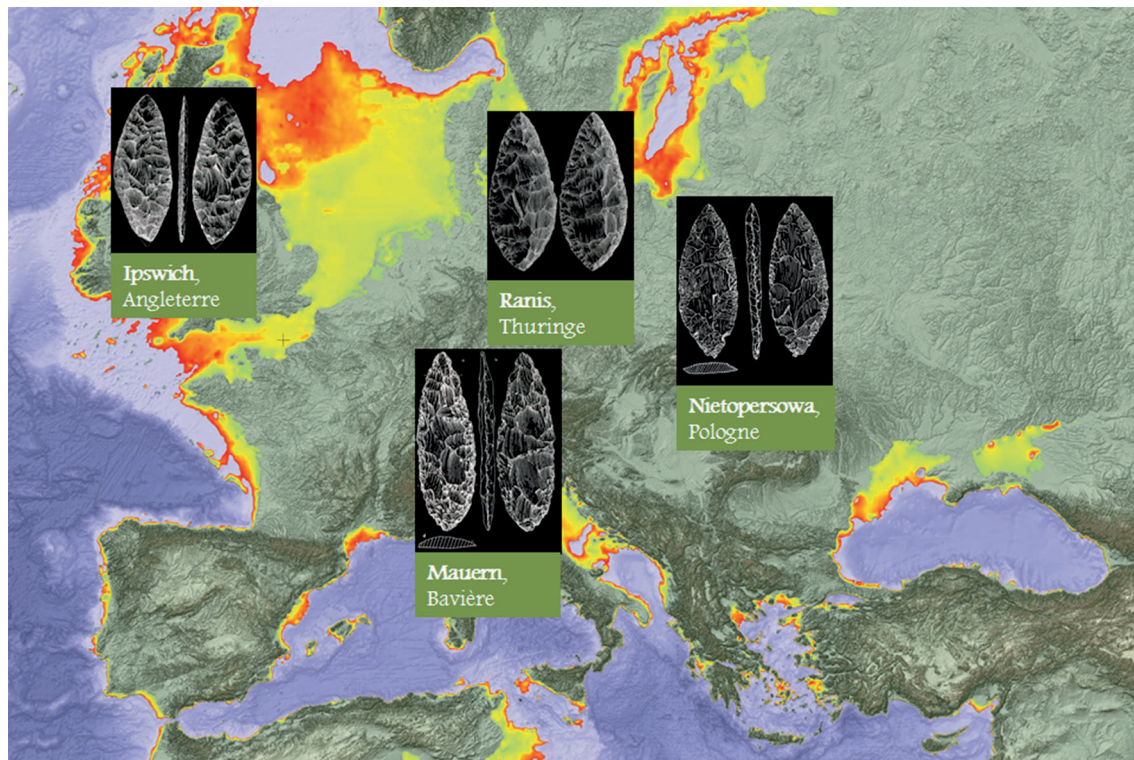 Ipswich,
Angleterre
Ranis,
Thuringe
Nietopersowa,
Pologne
Mauern,
Bavière